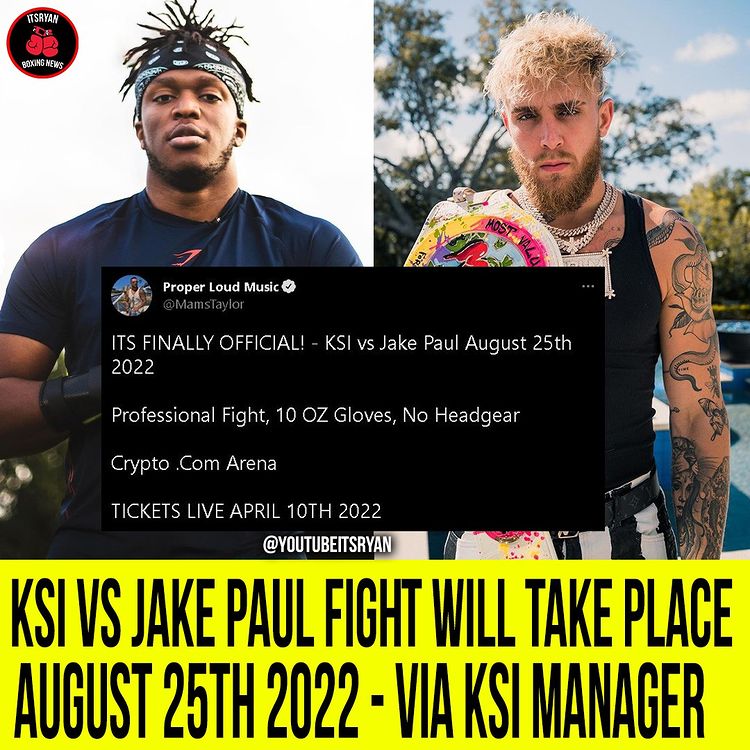 ITSRYAN
BOXING NEWS
MOST VALU
Proper Loud Music
@MamsTaylor
ITS FINALLY OFFICIAL! - KSI vs Jake Paul August 25th
2022
Professional Fight, 10 OZ Gloves, No Headgear
Crypto .Com Arena
TICKETS LIVE APRIL 10TH 2022
@YOUTUBEITSRYAN
KSI VS JAKE PAUL FIGHT WILL TAKE PLACE
AUGUST 25TH 2022 - VIA KSI MANAGER